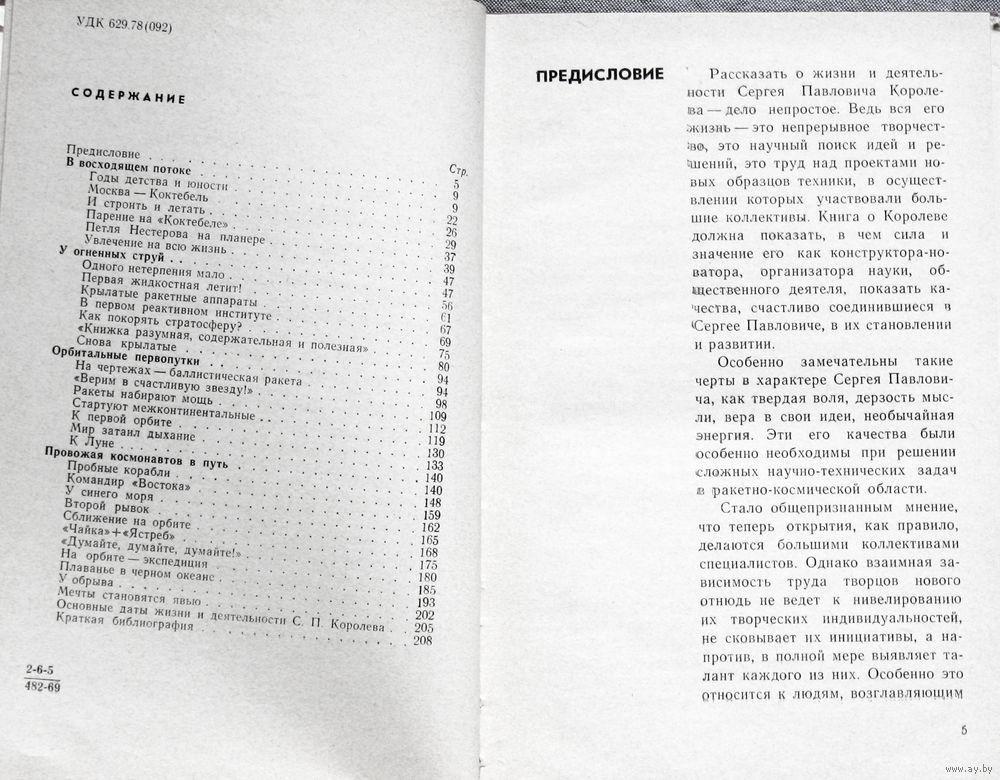 УДК 629.78(092)
СОДЕРЖАНИЕ
Стр.
Предисловие . . . 5
В восходящем потоке . . . 9
Годы детства и юности . . . 9
Москва — Коктебель . . . 22
И строить и летать . . . 26
Парение на «Коктебеле» . . . 29
Петля Нестерова на планере . . . 37
Увлечение на всю жизнь . . . 39
У огненных струй . . . 47
Одного нетерпения мало . . . 47
Первая жидкостная летит! . . . 56
Крылатые ракетные аппараты . . . 61
В первом реактивном институте . . . 67
Как покорять стратосферу? . . . 69
«Книжка разумная, содержательная и полезная» . . . 75
Снова крылатые . . . 80
Орбитальные первопутки . . . 94
На чертежах — баллистическая ракета . . . 94
«Верим в счастливую звезду!» . . . 98
Ракеты набирают мощь . . . 109
Стартуют межконтинентальные . . . 112
К первой орбите . . . 119
Мир затаил дыхание . . . 130
К Луне . . . 133
Провожая космонавтов в путь . . . 140
Пробные корабли . . . 140
Командир «Востока» . . . 148
У синего моря . . . 159
Второй рывок . . . 162
Сближение на орбите . . . 165
«Чайка»+«Ястреб» . . . 168
«Думайте, думайте, думайте!» . . . 175
На орбите — экспедиция . . . 180
Плаванье в черном океане . . . 185
У обрыва . . . 193
Мечты становятся явью . . . 202
Основные даты жизни и деятельности С. П. Королева . . . 205
Краткая библиография . . . 208
2-6-5
482-69
ПРЕДИСЛОВИЕ
Рассказать о жизни и деятель-
ности Сергея Павловича Короле-
ва — дело непростое. Ведь вся его
жизнь — это непрерывное творчест-
во, это научный поиск идей и ре-
шений, это труд над проектами но-
вых образцов техники, в осущест-
влении которых участвовали боль-
шие коллективы. Книга о Королеве
должна показать, в чем сила и
значение его как конструктора-но-
ватора, организатора науки, об-
щественного деятеля, показать ка-
чества, счастливо соединившиеся в
Сергее Павловиче, в их становлении
и развитии.
Особенно замечательны такие
черты в характере Сергея Павлови-
ча, как твердая воля, дерзость мыс-
ли, вера в свои идеи, необычайная
энергия. Эти его качества были
особенно необходимы при решении
сложных научно-технических задач
в ракетно-космической области.
Стало общепризнанным мнение,
что теперь открытия, как правило,
делаются большими коллективами
специалистов. Однако взаимная за-
висимость труда творцов нового
отнюдь не ведет к нивелированию
их творческих индивидуальностей,
не сковывает их инициативы, а на-
против, в полной мере выявляет та-
лант каждого из них. Особенно это
относится к людям, возглавляющим
5
www.ay.by